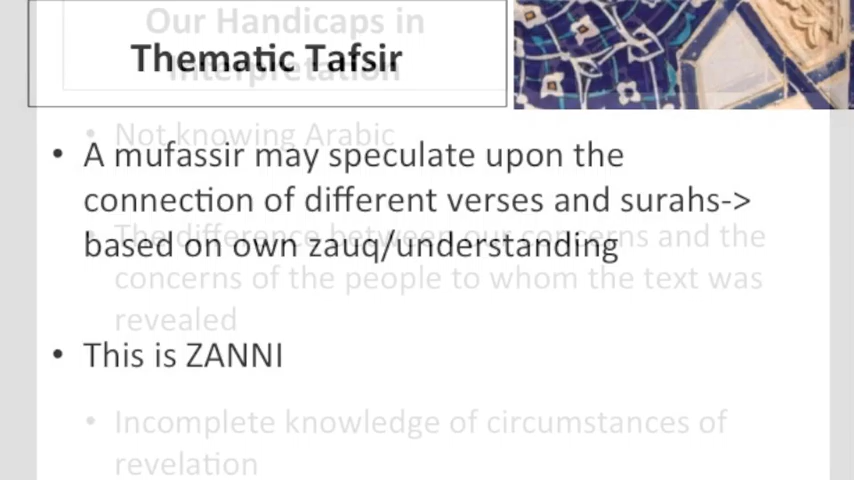 Our Handicaps in
Interpretation
Thematic Tafsir
• Not knowing Arabic
• A mufassir may speculate upon the
connection of different verses and surahs->
based on own zauq/understanding
• The difference between our concerns and the
concerns of the people to whom the text was
revealed
• This is ZANNI
• Incomplete knowledge of circumstances of
revelation